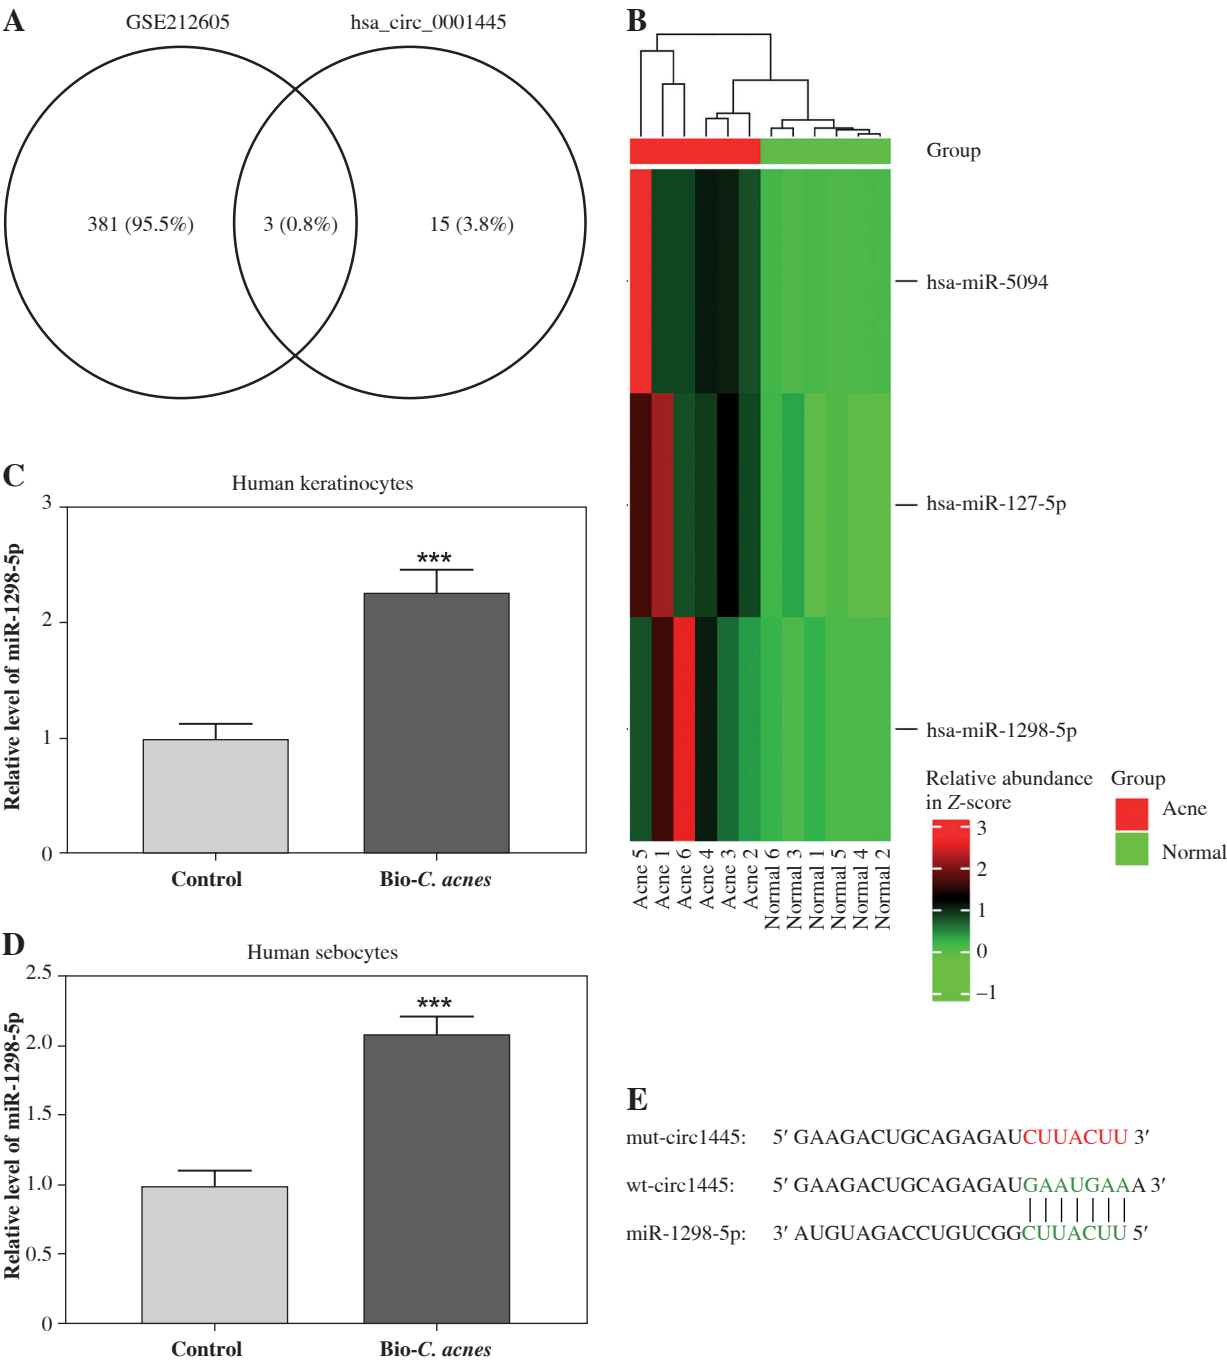 A
GSE212605
hsa_circ_0001445
381 (95.5%)
3 (0.8%)
15 (3.8%)
B
Group
hsa-miR-5094
hsa-miR-127-5p
hsa-miR-1298-5p
Acne 5
Acne 1
Acne 6
Acne 4
Acne 3
Acne 2
Normal 6
Normal 3
Normal 1
Normal 5
Normal 4
Normal 2
Relative abundance
in Z-score
3
2
1
0
–1
Group
Acne
Normal
C
Human keratinocytes
Relative level of miR-1298-5p
3
2
1
0
***
Control
Bio-C. acnes
D
Human sebocytes
Relative level of miR-1298-5p
2.5
2.0
1.5
1.0
0.5
0
***
Control
Bio-C. acnes
E
mut-circ1445: 5′ GAAGACUGCAGAGAUCUUACUU 3′
wt-circ1445: 5′ GAAGACUGCAGAGAUGAAUGAAA 3′
miR-1298-5p: 3′ AUGUAGACCUGUCGGCUUACUU 5′